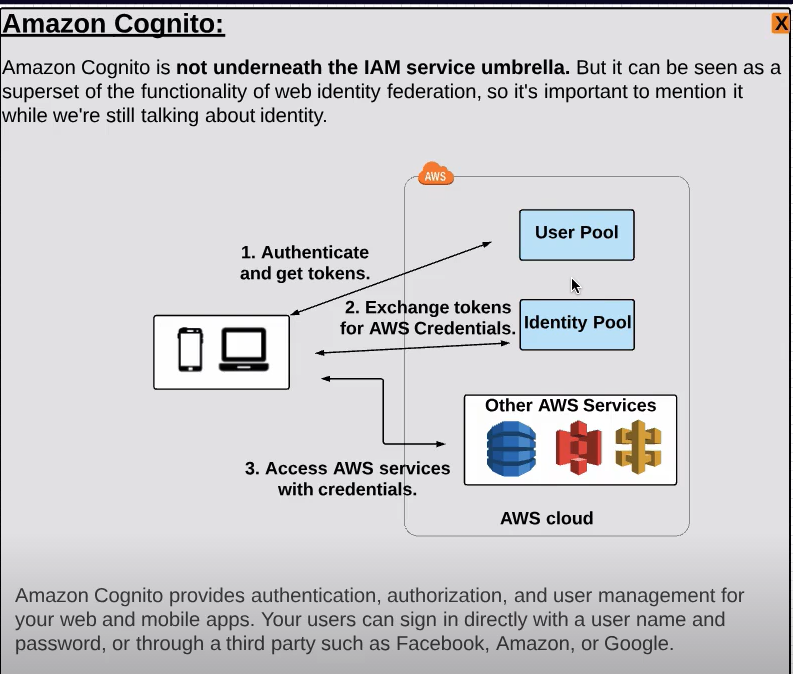 Amazon Cognito:
X
Amazon Cognito is not underneath the IAM service umbrella. But it can be seen as a
superset of the functionality of web identity federation, so it's important to mention it
while we're still talking about identity.
AWS
User Pool
1. Authenticate
and get tokens.
2. Exchange tokens
for AWS Credentials.
Identity Pool
Other AWS Services
3. Access AWS services
with credentials.
AWS cloud
Amazon Cognito provides authentication, authorization, and user management for
your web and mobile apps. Your users can sign in directly with a user name and
password, or through a third party such as Facebook, Amazon, or Google.